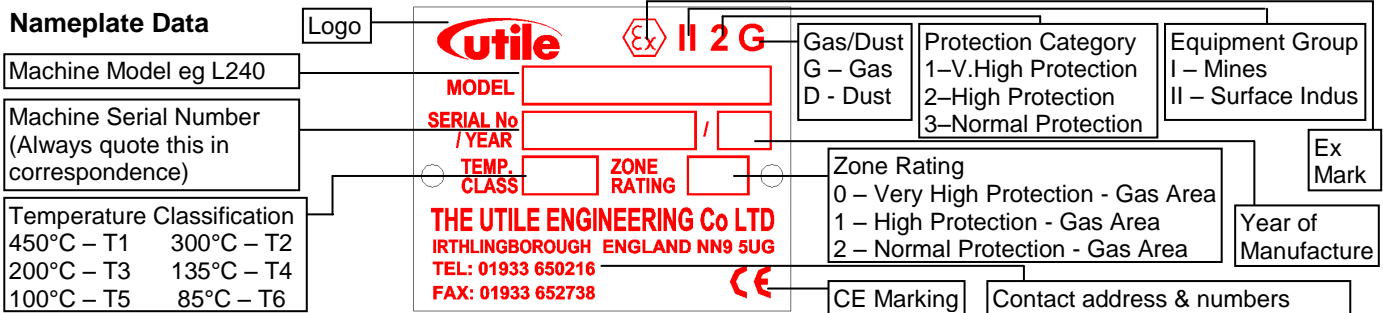 Nameplate Data
Logo
Machine Model eg L240
Machine Serial Number
(Always quote this in
correspondence)
Temperature Classification
450°C – T1 300°C – T2
200°C – T3 135°C – T4
100°C – T5 85°C – T6
utile
Ex II 2 G
MODEL
SERIAL No
/ YEAR
/
TEMP.
CLASS
ZONE
RATING
THE UTILE ENGINEERING Co LTD
IRTHLINGBOROUGH ENGLAND NN9 5UG
TEL: 01933 650216
FAX: 01933 652738
CE
Gas/Dust
G – Gas
D - Dust
Protection Category
1–V.High Protection
2–High Protection
3–Normal Protection
Equipment Group
I – Mines
II – Surface Indus
Ex
Mark
Zone Rating
0 – Very High Protection - Gas Area
1 – High Protection - Gas Area
2 – Normal Protection - Gas Area
Year of
Manufacture
CE Marking
Contact address & numbers